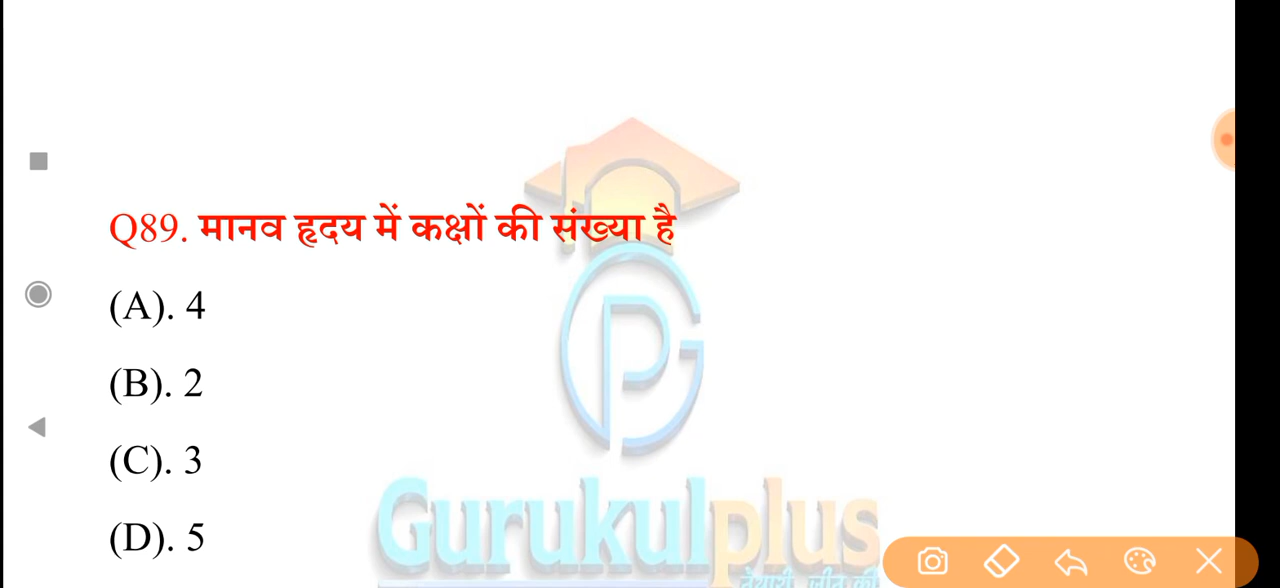 Q89. मानव हृदय में कक्षों की संख्या है
(A). 4
(B). 2
(C). 3
(D). 5
Gurukulplus
तैयारी जीत की